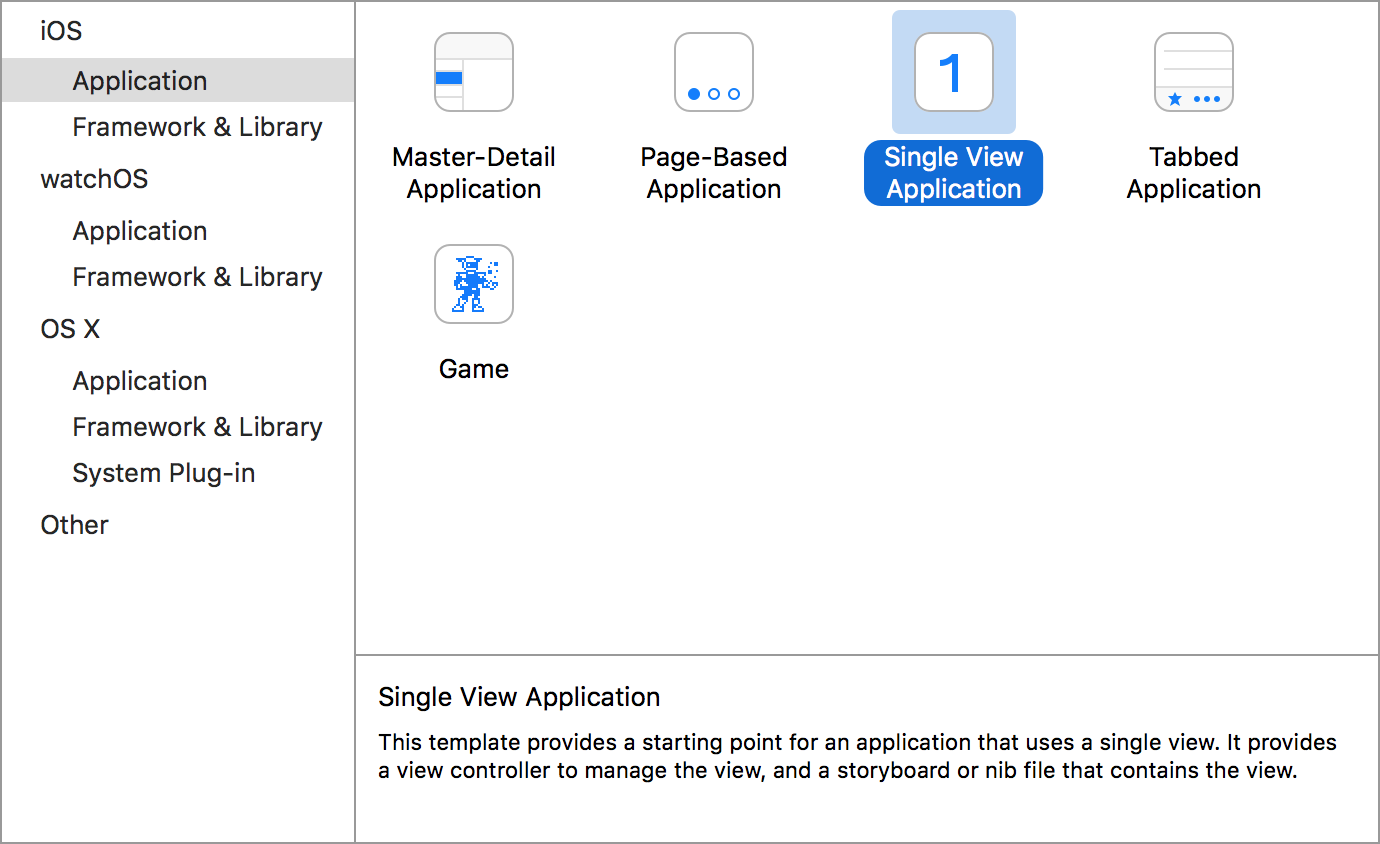 iOS
Application
Framework & Library
watchOS
Application
Framework & Library
OS X
Application
Framework & Library
System Plug-in
Other
Master-Detail
Application
Page-Based
Application
1
Single View
Application
Tabbed
Application
Game
Single View Application
This template provides a starting point for an application that uses a single view. It provides
a view controller to manage the view, and a storyboard or nib file that contains the view.